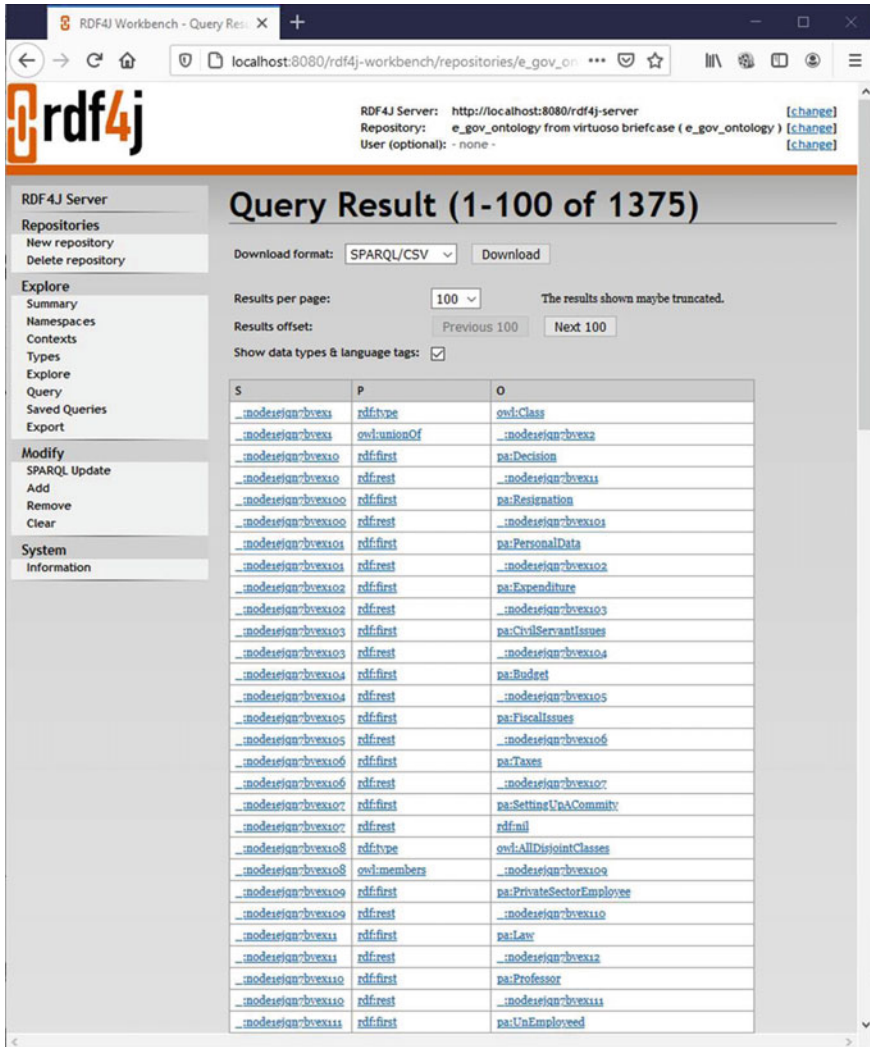 RDF4J Workbench - Query Res
localhost:8080/rdf4j-workbench/repositories/e_gov_on
rdf4j
RDF4J Server: http://localhost:8080/rdf4j-server [change]
Repository: e_gov_ontology from virtuoso briefcase ( e_gov_ontology ) [change]
User (optional): - none - [change]
RDF4J Server
Repositories
New repository
Delete repository
Explore
Summary
Namespaces
Contexts
Types
Explore
Query
Saved Queries
Export
Modify
SPARQL Update
Add
Remove
Clear
System
Information
Query Result (1-100 of 1375)
Download format: SPARQL/CSV Download
Results per page: 100 The results shown maybe truncated.
Results offset: Previous 100 Next 100
Show data types & language tags:
S P O
_:node1ejqn7bvex1 rdf:type owl:Class
_:node1ejqn7bvex1 owl:unionOf _:node1ejqn7bvex2
_:node1ejqn7bvex10 rdf:first pa:Decision
_:node1ejqn7bvex10 rdf:rest _:node1ejqn7bvex11
_:node1ejqn7bvex100 rdf:first pa:Resignation
_:node1ejqn7bvex100 rdf:rest _:node1ejqn7bvex101
_:node1ejqn7bvex101 rdf:first pa:PersonalData
_:node1ejqn7bvex101 rdf:rest _:node1ejqn7bvex102
_:node1ejqn7bvex102 rdf:first pa:Expenditure
_:node1ejqn7bvex102 rdf:rest _:node1ejqn7bvex103
_:node1ejqn7bvex103 rdf:first pa:CivilServantIssues
_:node1ejqn7bvex103 rdf:rest _:node1ejqn7bvex104
_:node1ejqn7bvex104 rdf:first pa:Budget
_:node1ejqn7bvex104 rdf:rest _:node1ejqn7bvex105
_:node1ejqn7bvex105 rdf:first pa:FiscalIssues
_:node1ejqn7bvex105 rdf:rest _:node1ejqn7bvex106
_:node1ejqn7bvex106 rdf:first pa:Taxes
_:node1ejqn7bvex106 rdf:rest _:node1ejqn7bvex107
_:node1ejqn7bvex107 rdf:first pa:SettingUpACommity
_:node1ejqn7bvex107 rdf:rest rdf:nil
_:node1ejqn7bvex108 rdf:type owl:AllDisjointClasses
_:node1ejqn7bvex108 owl:members _:node1ejqn7bvex109
_:node1ejqn7bvex109 rdf:first pa:PrivateSectorEmployee
_:node1ejqn7bvex109 rdf:rest _:node1ejqn7bvex110
_:node1ejqn7bvex11 rdf:first pa:Law
_:node1ejqn7bvex11 rdf:rest _:node1ejqn7bvex12
_:node1ejqn7bvex110 rdf:first pa:Professor
_:node1ejqn7bvex110 rdf:rest _:node1ejqn7bvex111
_:node1ejqn7bvex111 rdf:first pa:UnEmployeed